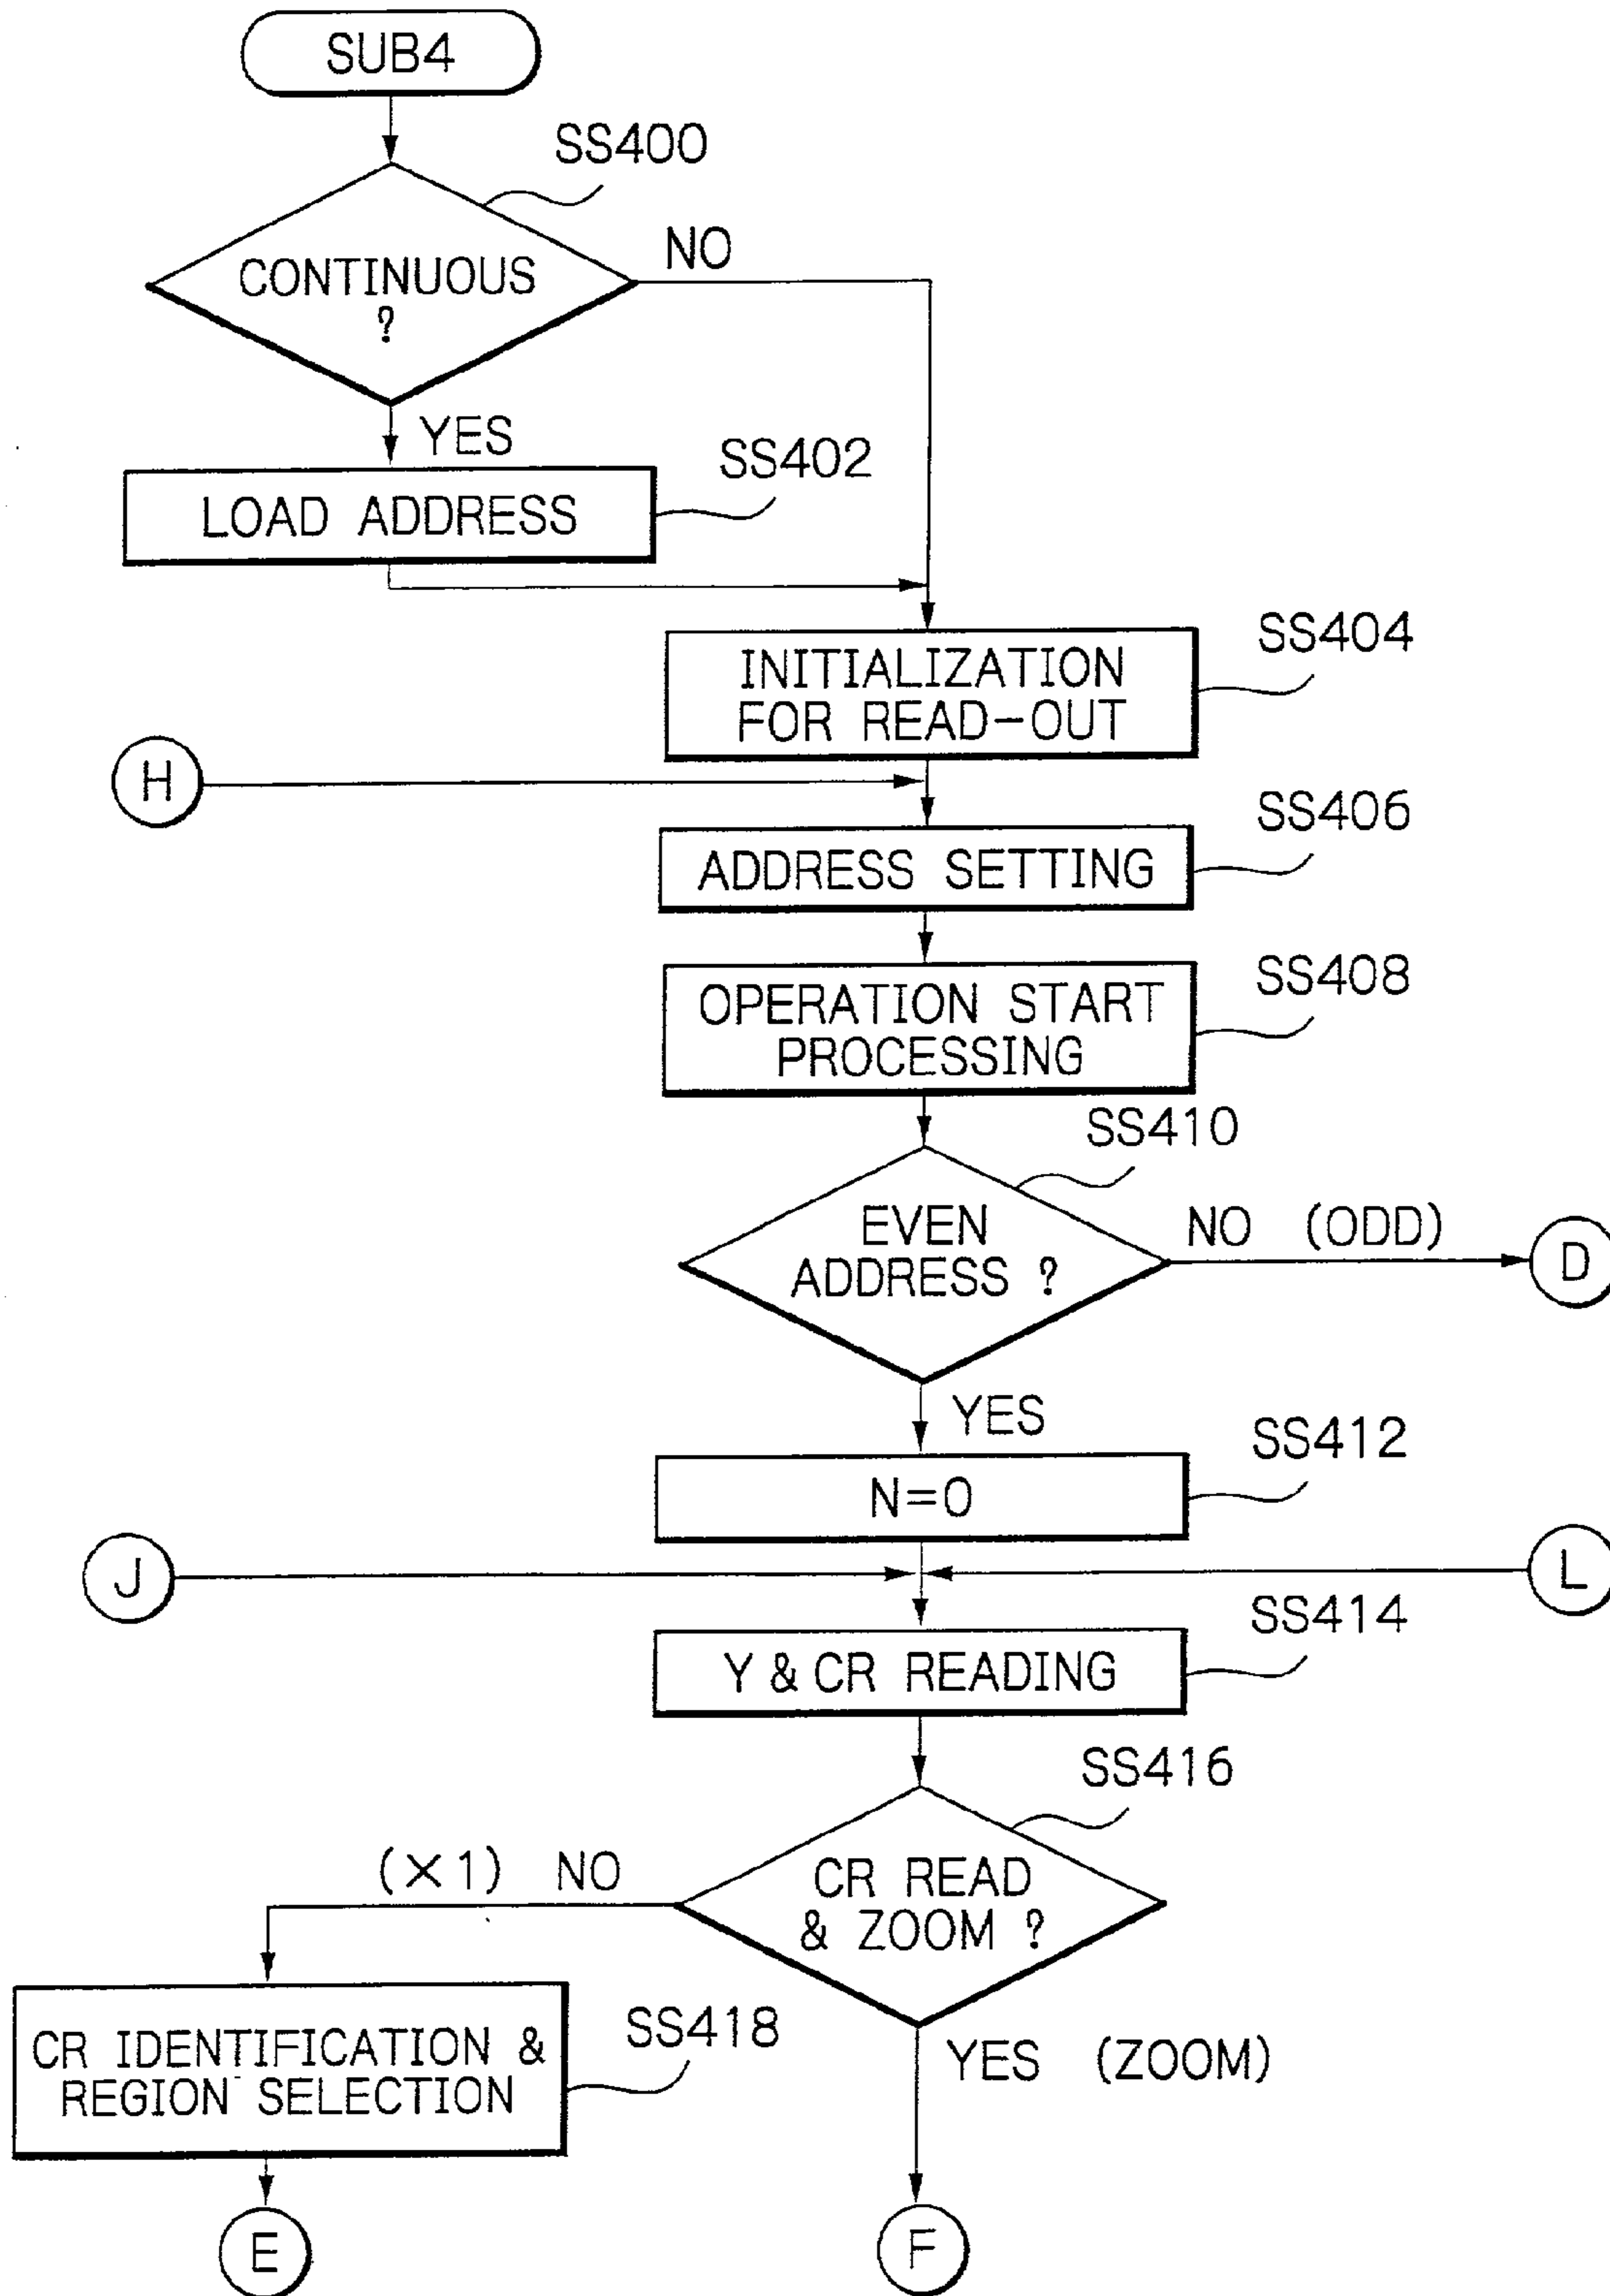 SUB4
SS400
CONTINUOUS
?
NO
YES
SS402
LOAD ADDRESS
SS404
INITIALIZATION
FOR READ-OUT
H
SS406
ADDRESS SETTING
SS408
OPERATION START
PROCESSING
SS410
EVEN
ADDRESS ?
NO (ODD)
D
YES
SS412
N=0
J
L
SS414
Y & CR READING
SS416
CR READ
& ZOOM ?
(×1) NO
SS418
CR IDENTIFICATION &
REGION SELECTION
YES (ZOOM)
E
F